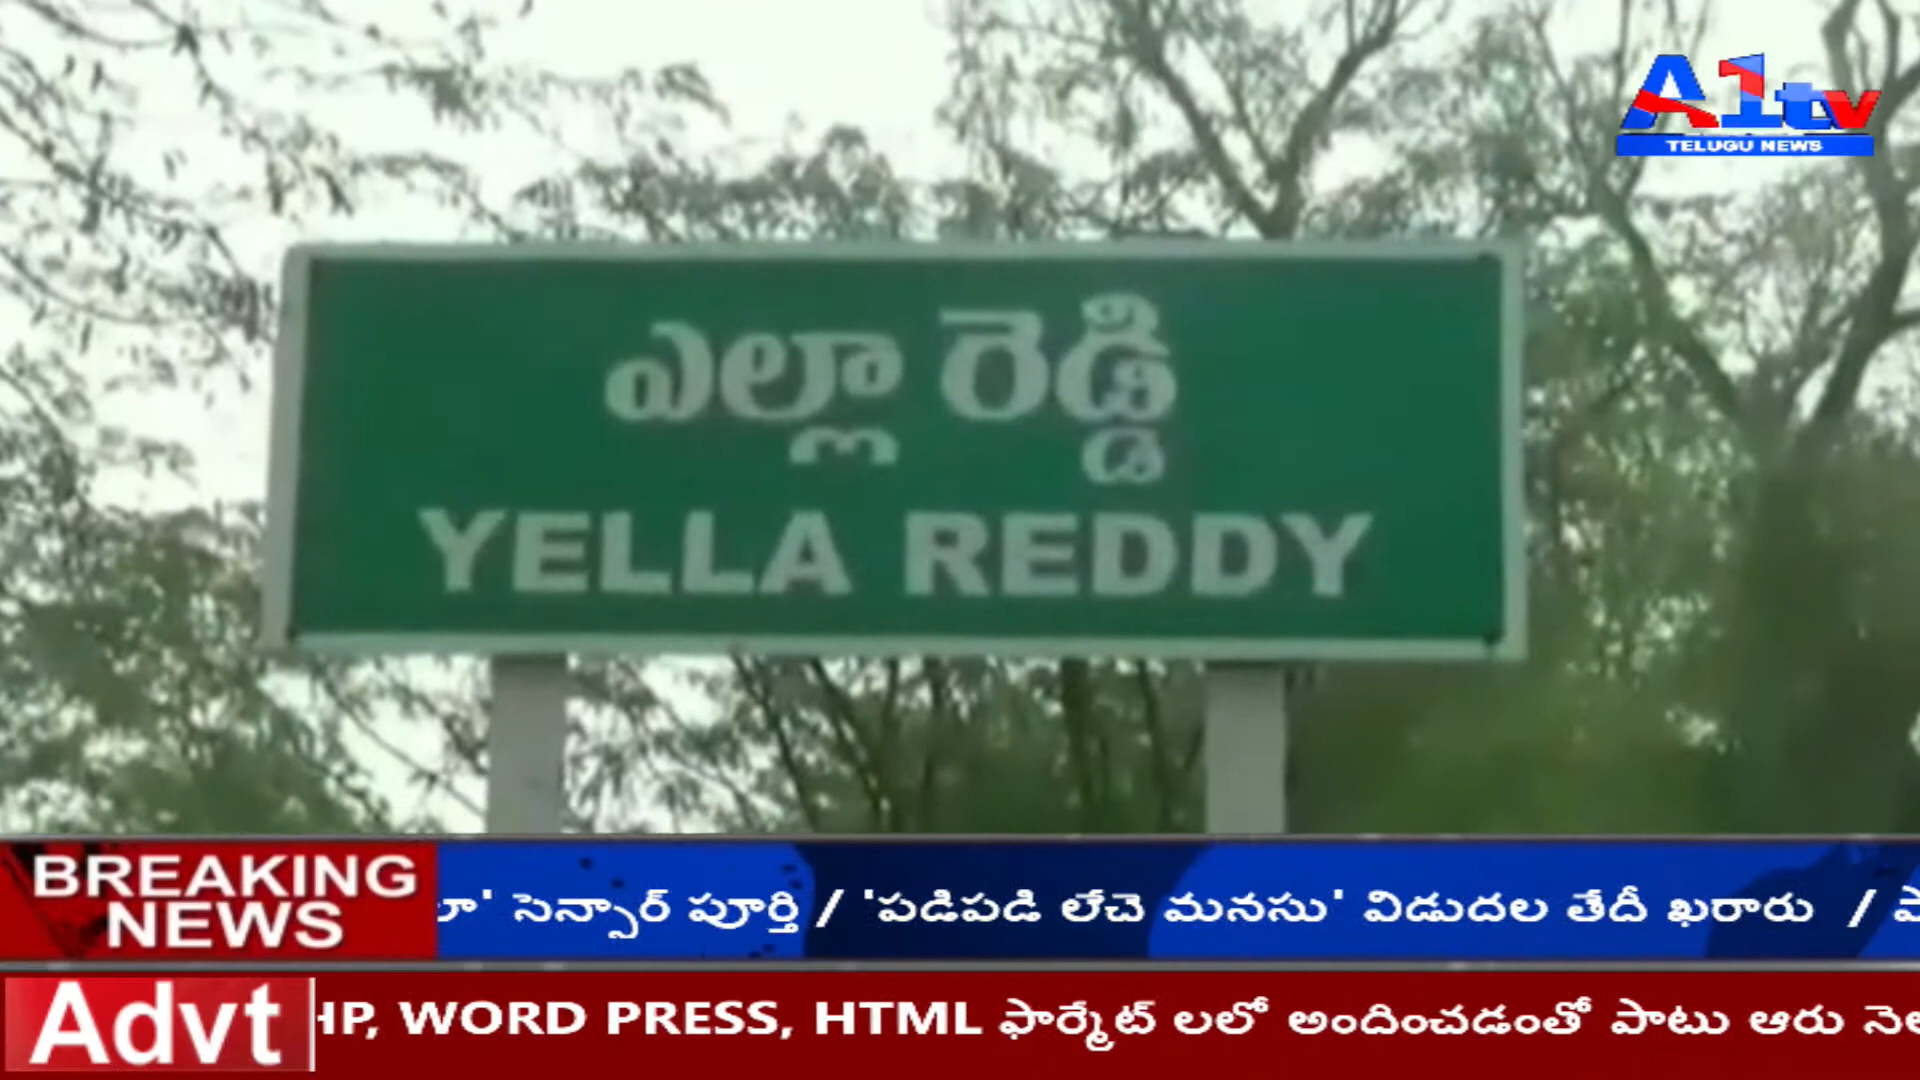 A1tv
TELUGU NEWS
ఎల్లా రెడ్డి
YELLA REDDY
BREAKING NEWS
సెన్సార్ పూర్తి / 'పడిపడి లేచె మనసు' విడుదల తేదీ ఖరారు /
Advt
WORD PRESS, HTML ఫార్మేట్ లలో అందించడంతో పాటు ఆరు